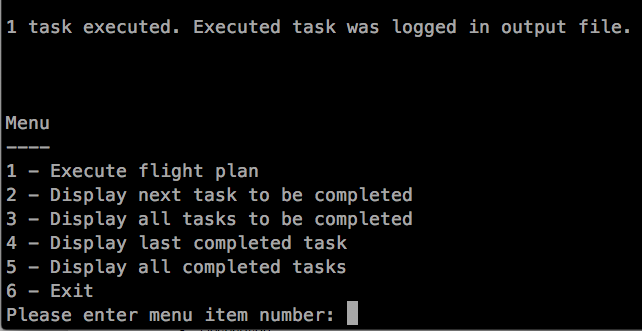 1 task executed. Executed task was logged in output file.
Menu
----
1 - Execute flight plan
2 - Display next task to be completed
3 - Display all tasks to be completed
4 - Display last completed task
5 - Display all completed tasks
6 - Exit
Please enter menu item number: